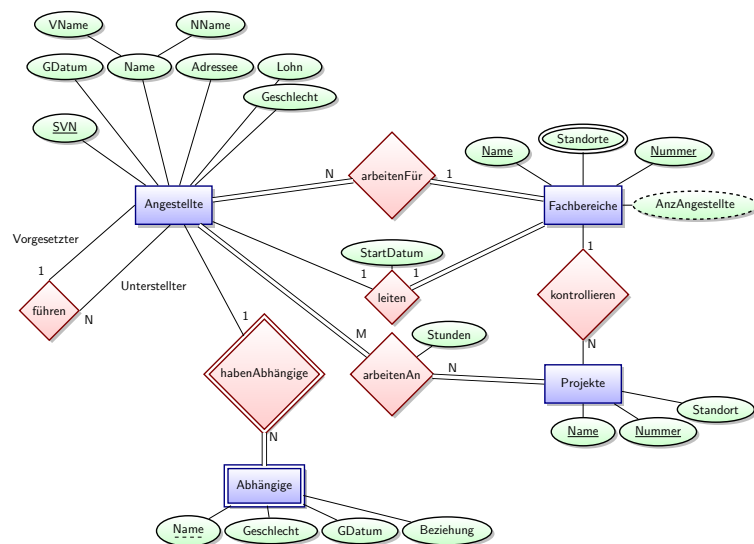 VName
NName
GDatum
Name
Adressee
Lohn
Geschlecht
SVN
Name
Standorte
Nummer
arbeitenFür
N
1
Angestellte
Fachbereiche
AnzAngestellte
Vorgesetzter
StartDatum
1
Unterstellter
1
1
leiten
1
kontrollieren
führen
N
1
M
Stunden
N
habenAbhängige
arbeitenAn
N
Projekte
Standort
Name
Nummer
N
Abhängige
Name
Geschlecht
GDatum
Beziehung